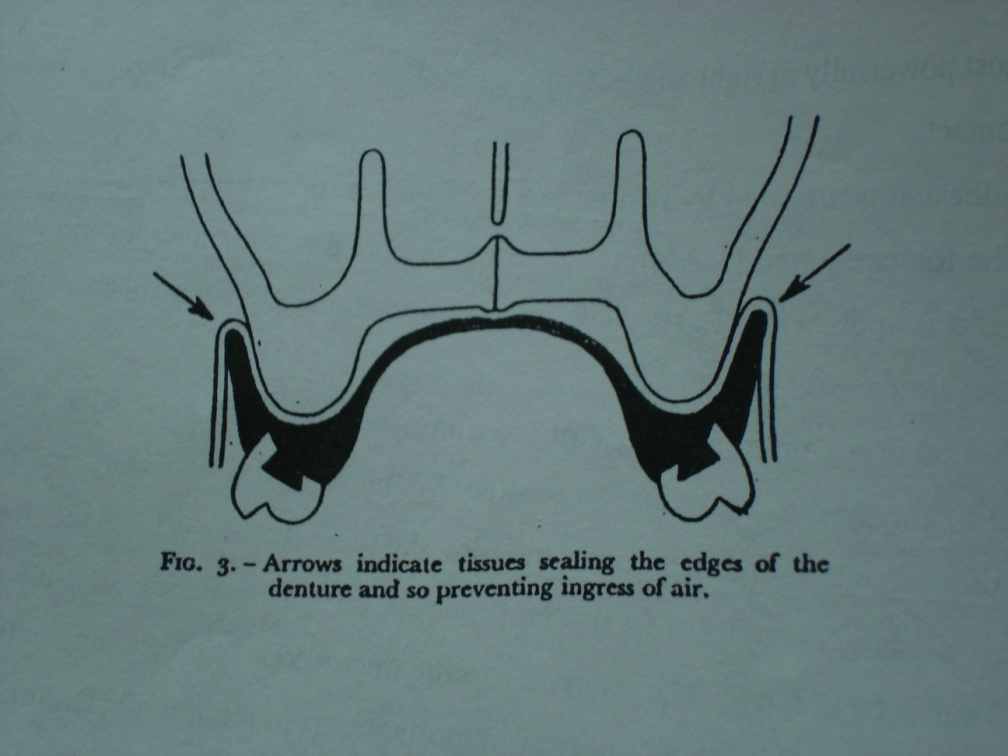 FIG. 3. – Arrows indicate tissues sealing the edges of the
denture and so preventing ingress of air.